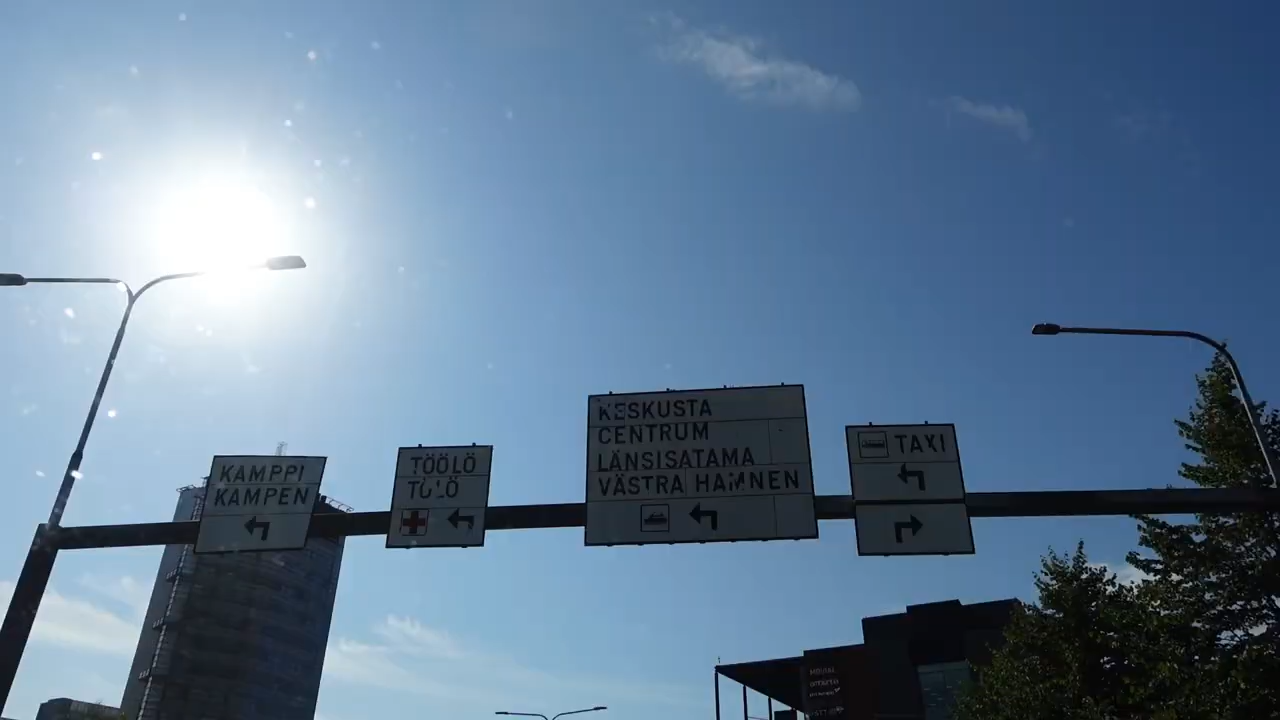 KAMPPI
KAMPEN
TÖÖLÖ
TÖLÖ
KESKUSTA
CENTRUM
LÄNSISATAMA
VÄSTRA HAMNEN
TAXI